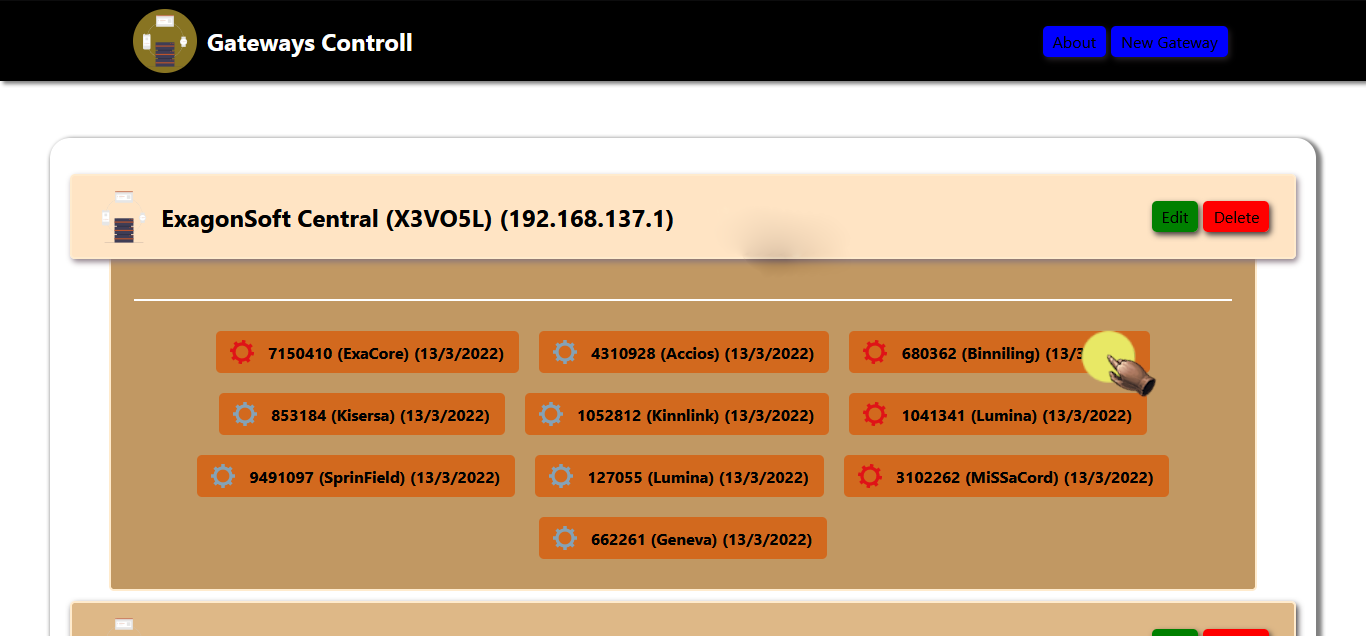 Gateways Controll
About New Gateway
ExagonSoft Central (X3VO5L) (192.168.137.1)
Edit Delete
7150410 (ExaCore) (13/3/2022) 4310928 (Accios) (13/3/2022) 680362 (Binniling) (13/3
853184 (Kisersa) (13/3/2022) 1052812 (Kinnlink) (13/3/2022) 1041341 (Lumina) (13/3/2022)
9491097 (SprinField) (13/3/2022) 127055 (Lumina) (13/3/2022) 3102262 (MiSSaCord) (13/3/2022)
662261 (Geneva) (13/3/2022)